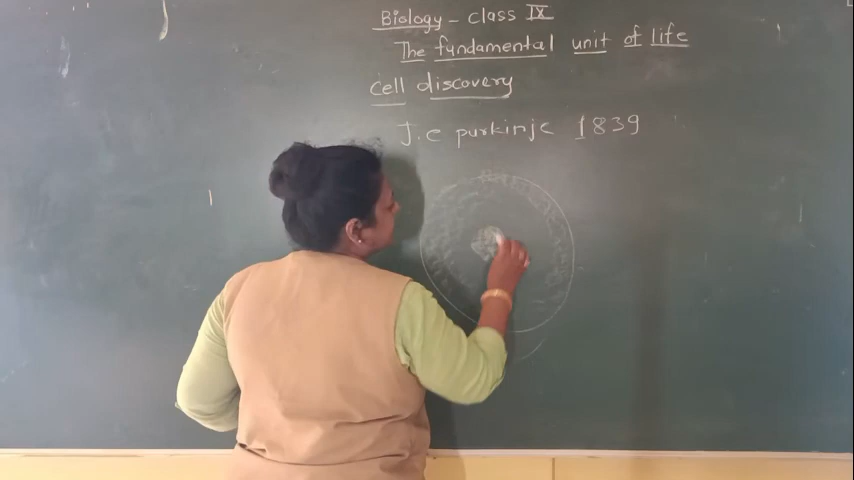 Biology - class IX
The fundamental unit of life
cell discovery
J.e purkinje 1839